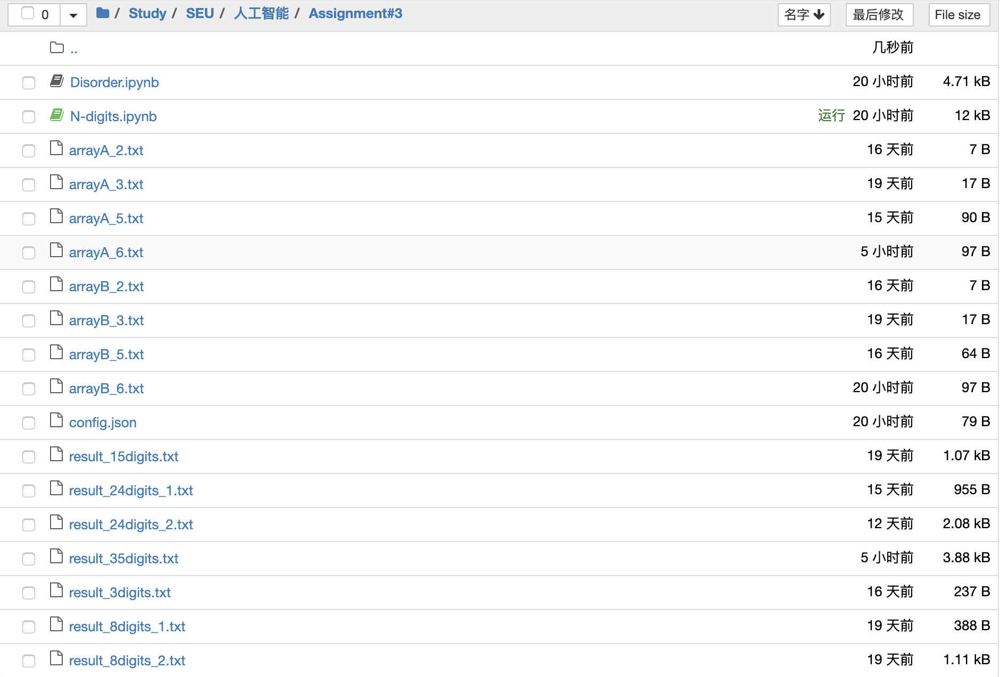 0 / Study / SEU / 人工智能 / Assignment#3 名字 最后修改 File size
.. 几秒前
Disorder.ipynb 20 小时前 4.71 kB
N-digits.ipynb 运行 20 小时前 12 kB
arrayA_2.txt 16 天前 7 B
arrayA_3.txt 19 天前 17 B
arrayA_5.txt 15 天前 90 B
arrayA_6.txt 5 小时前 97 B
arrayB_2.txt 16 天前 7 B
arrayB_3.txt 19 天前 17 B
arrayB_5.txt 16 天前 64 B
arrayB_6.txt 20 小时前 97 B
config.json 20 小时前 79 B
result_15digits.txt 19 天前 1.07 kB
result_24digits_1.txt 15 天前 955 B
result_24digits_2.txt 12 天前 2.08 kB
result_35digits.txt 5 小时前 3.88 kB
result_3digits.txt 16 天前 237 B
result_8digits_1.txt 19 天前 388 B
result_8digits_2.txt 19 天前 1.11 kB